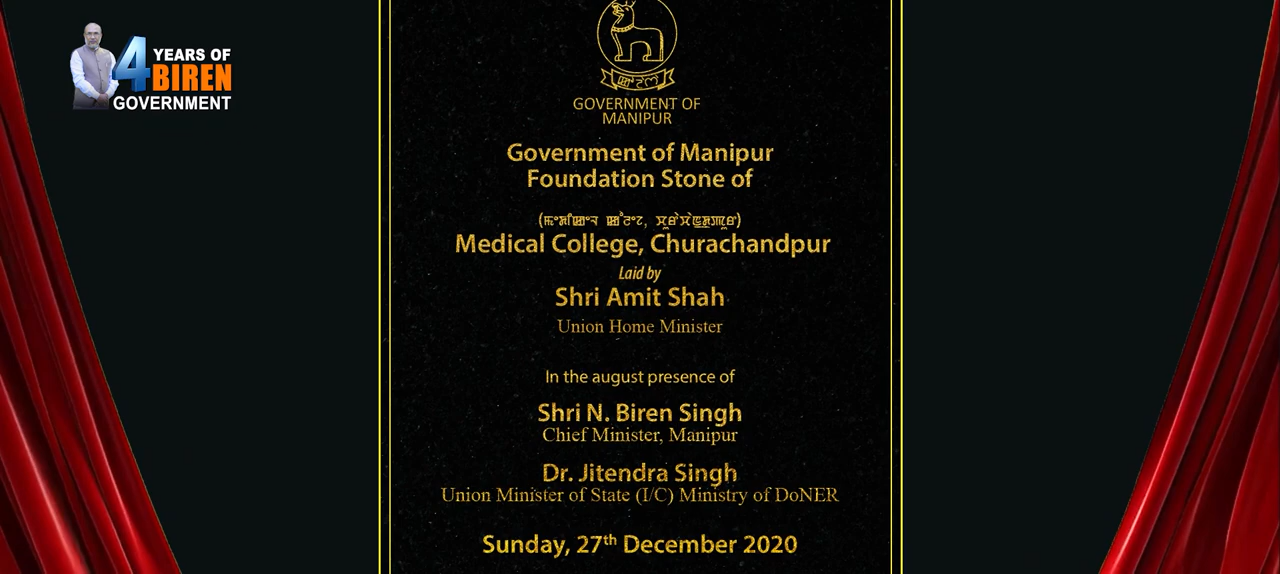 4 YEARS OF
BIREN
GOVERNMENT
GOVERNMENT OF
MANIPUR
Government of Manipur
Foundation Stone of
Medical College, Churachandpur
Laid by
Shri Amit Shah
Union Home Minister
In the august presence of
Shri N. Biren Singh
Chief Minister, Manipur
Dr. Jitendra Singh
Union Minister of State (I/C) Ministry of DoNER
Sunday, 27th December 2020